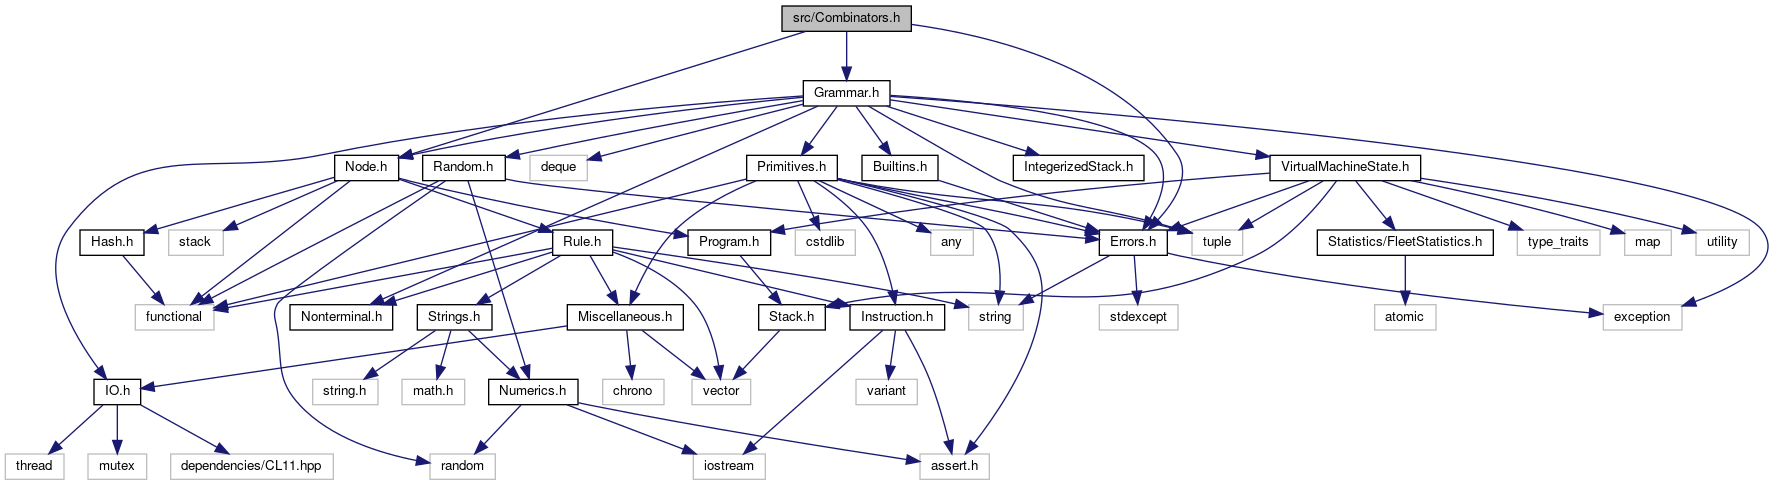 src/Combinators.h
Grammar.h
Node.h
Random.h
deque
Primitives.h
Builtins.h
IntegerizedStack.h
VirtualMachineState.h
Hash.h
stack
Rule.h
Program.h
cstdlib
any
Errors.h
tuple
Statistics/FleetStatistics.h
type_traits
map
utility
functional
Nonterminal.h
Strings.h
Miscellaneous.h
Stack.h
Instruction.h
string
stdexcept
atomic
exception
IO.h
string.h
math.h
Numerics.h
chrono
vector
variant
thread
mutex
dependencies/CL11.hpp
random
iostream
assert.h